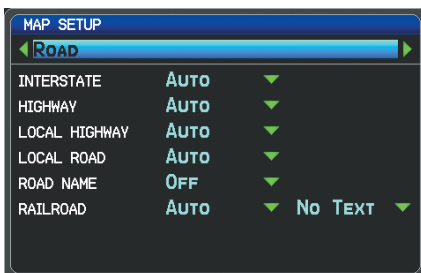 MAP SETUP
ROAD
INTERSTATE AUTO
HIGHWAY AUTO
LOCAL HIGHWAY AUTO
LOCAL ROAD AUTO
ROAD NAME OFF
RAILROAD AUTO NO TEXT